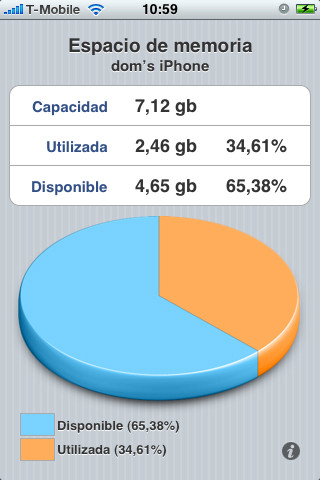 T-Mobile 10:59
Espacio de memoria
dom's iPhone
Capacidad 7,12 gb
Utilizada 2,46 gb 34,61%
Disponible 4,65 gb 65,38%
Disponible (65,38%)
Utilizada (34,61%)
i